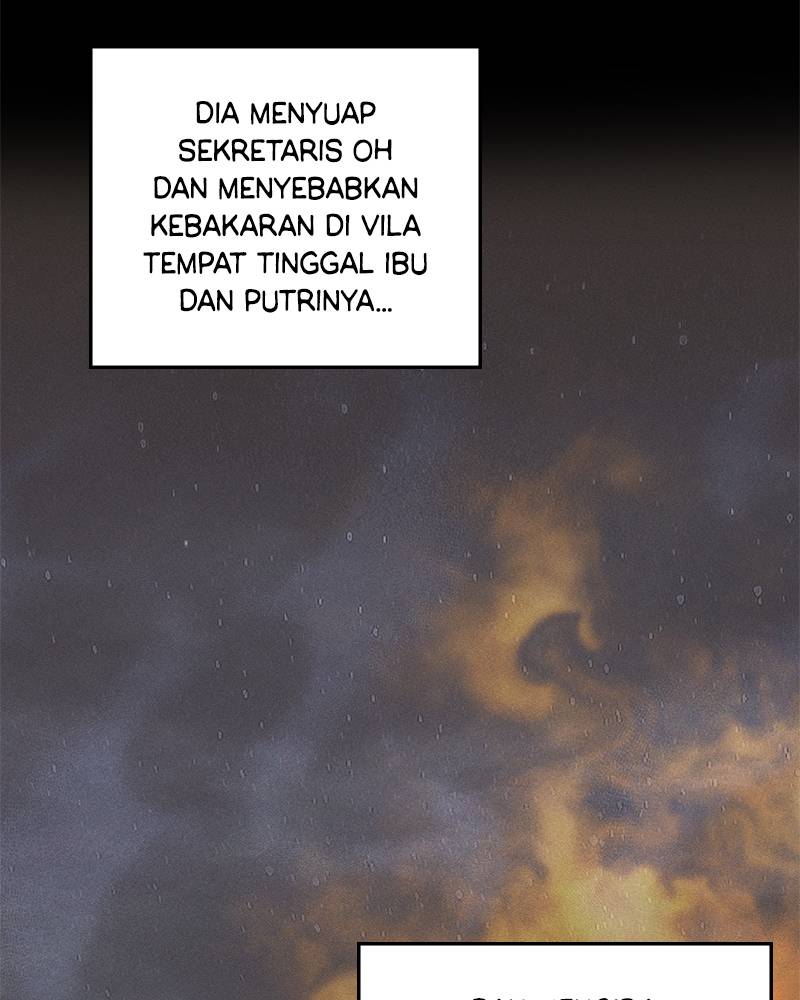 DIA MENYUAP
SEKRETARIS OH
DAN MENYEBABKAN
KEBAKARAN DI VILA
TEMPAT TINGGAL IBU
DAN PUTRINYA...